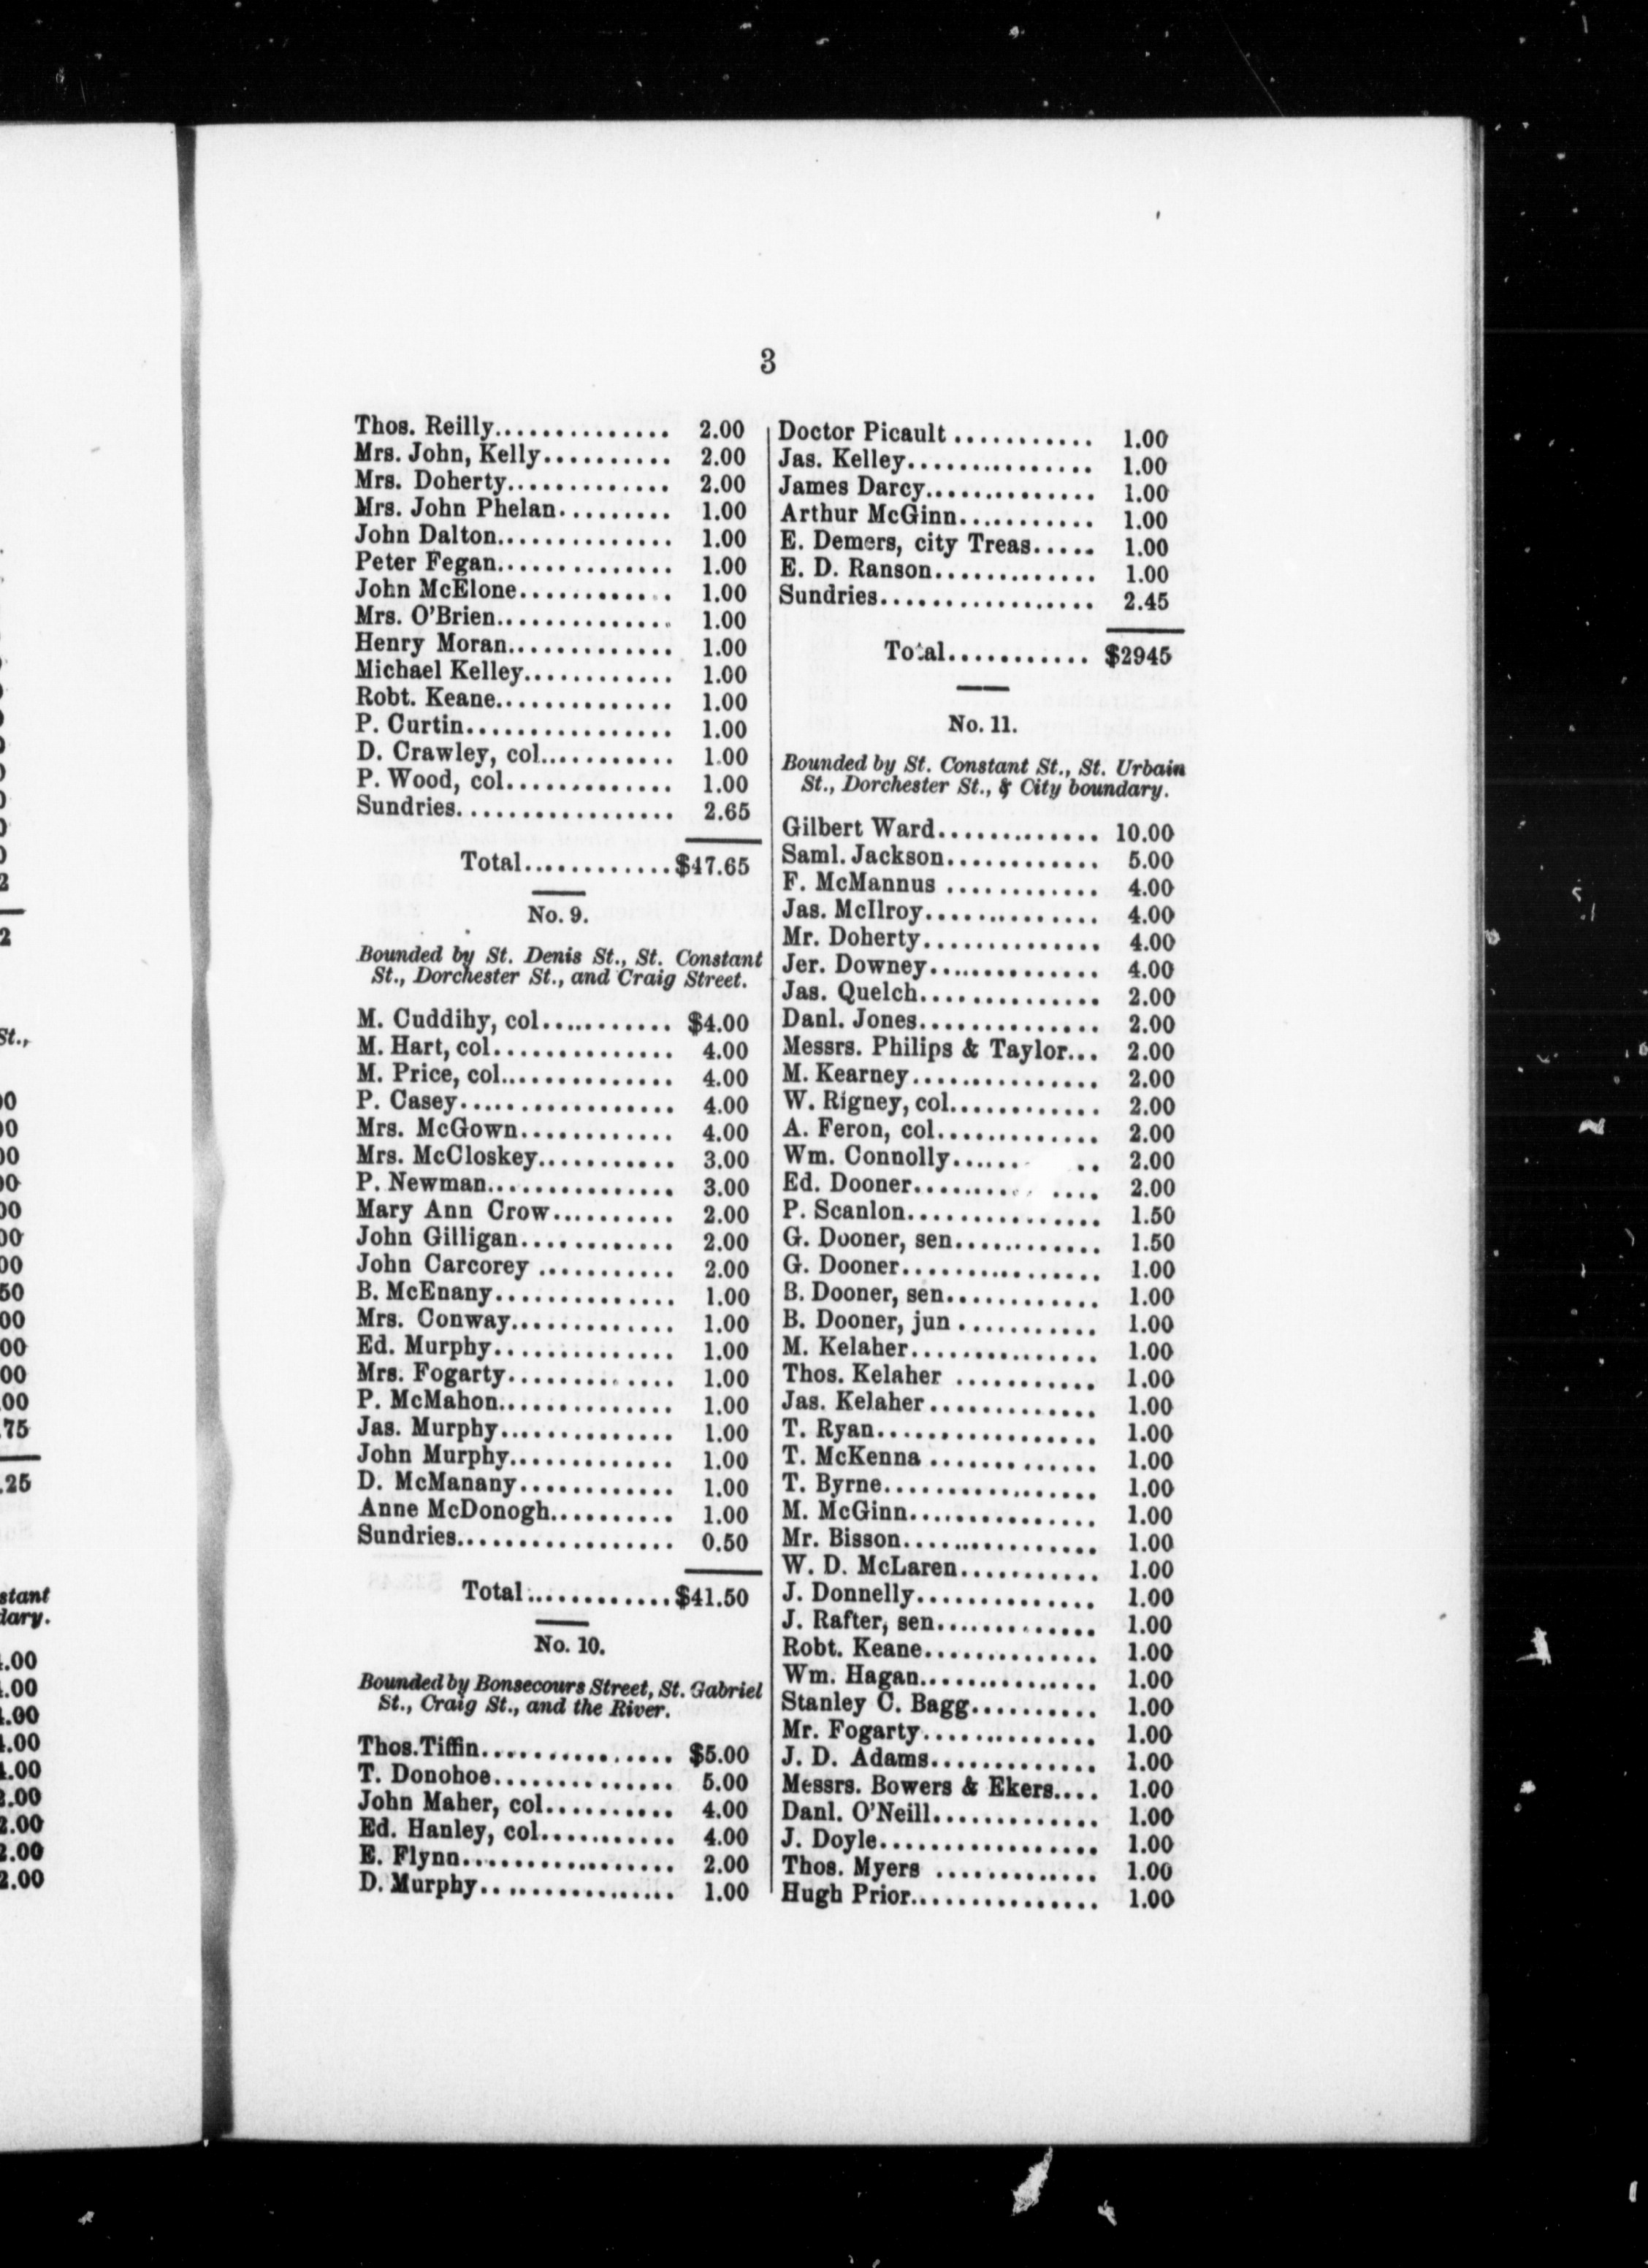 3
Thos. Reilly.............. 2.00
Mrs. John, Kelly.......... 2.00
Mrs. Doherty............. 2.00
Mrs. John Phelan......... 1.00
John Dalton.............. 1.00
Peter Fegan.............. 1.00
John McElone............ 1.00
Mrs. O'Brien.............. 1.00
Henry Moran............. 1.00
Michael Kelley............ 1.00
Robt. Keane.............. 1.00
P. Curtin................. 1.00
D. Crawley, col........... 1.00
P. Wood, col............. 1.00
Sundries................. 2.65
Total............$47.65
No. 9.
Bounded by St. Denis St., St. Constant
St., Dorchester St., and Craig Street.
M. Cuddihy, col........... $4.00
M. Hart, col............... 4.00
M. Price, col.............. 4.00
P. Casey.................. 4.00
Mrs. McGown............. 4.00
Mrs. McCloskey........... 3.00
P. Newman............... 3.00
Mary Ann Crow.......... 2.00
John Gilligan............. 2.00
John Carcorey ........... 2.00
B. McEnany............... 1.00
Mrs. Conway.............. 1.00
Ed. Murphy............... 1.00
Mrs. Fogarty.............. 1.00
P. McMahon.............. 1.00
Jas. Murphy.............. 1.00
John Murphy............. 1.00
D. McManany............. 1.00
Anne McDonogh.......... 1.00
Sundries.................. 0.50
Total............$41.50
No. 10.
Bounded by Bonsecours Street, St. Gabriel
St., Craig St., and the River.
Thos.Tiffin................ $5.00
T. Donohoe............... 5.00
John Maher, col........... 4.00
Ed. Hanley, col........... 4.00
E. Flynn.................. 2.00
D. Murphy................ 1.00
Doctor Picault ........... 1.00
Jas. Kelley............... 1.00
James Darcy.............. 1.00
Arthur McGinn........... 1.00
E. Demers, city Treas..... 1.00
E. D. Ranson............. 1.00
Sundries.................. 2.45
Total........... $2945
No. 11.
Bounded by St. Constant St., St. Urbain
St., Dorchester St., & City boundary.
Gilbert Ward............. 10.00
Saml. Jackson............ 5.00
F. McMannus ............ 4.00
Jas. McIlroy.............. 4.00
Mr. Doherty.............. 4.00
Jer. Downey.............. 4.00
Jas. Quelch............... 2.00
Danl. Jones............... 2.00
Messrs. Philips & Taylor... 2.00
M. Kearney............... 2.00
W. Rigney, col............ 2.00
A. Feron, col............. 2.00
Wm. Connolly...... .. 2.00
Ed. Dooner......... .... 2.00
P. Scanlon................ 1.50
G. Dooner, sen............ 1.50
G. Dooner................ 1.00
B. Dooner, sen............ 1.00
B. Dooner, jun ........... 1.00
M. Kelaher............... 1.00
Thos. Kelaher ........... 1.00
Jas. Kelaher ............. 1.00
T. Ryan.................. 1.00
T. McKenna ............. 1.00
T. Byrne................. 1.00
M. McGinn............... 1.00
Mr. Bisson................ 1.00
W. D. McLaren........... 1.00
J. Donnelly............... 1.00
J. Rafter, sen............. 1.00
Robt. Keane.............. 1.00
Wm. Hagan............... 1.00
Stanley C. Bagg.......... 1.00
Mr. Fogarty.............. 1.00
J. D. Adams............. 1.00
Messrs. Bowers & Ekers.... 1.00
Danl. O'Neill............. 1.00
J. Doyle.................. 1.00
Thos. Myers ............. 1.00
Hugh Prior............... 1.00